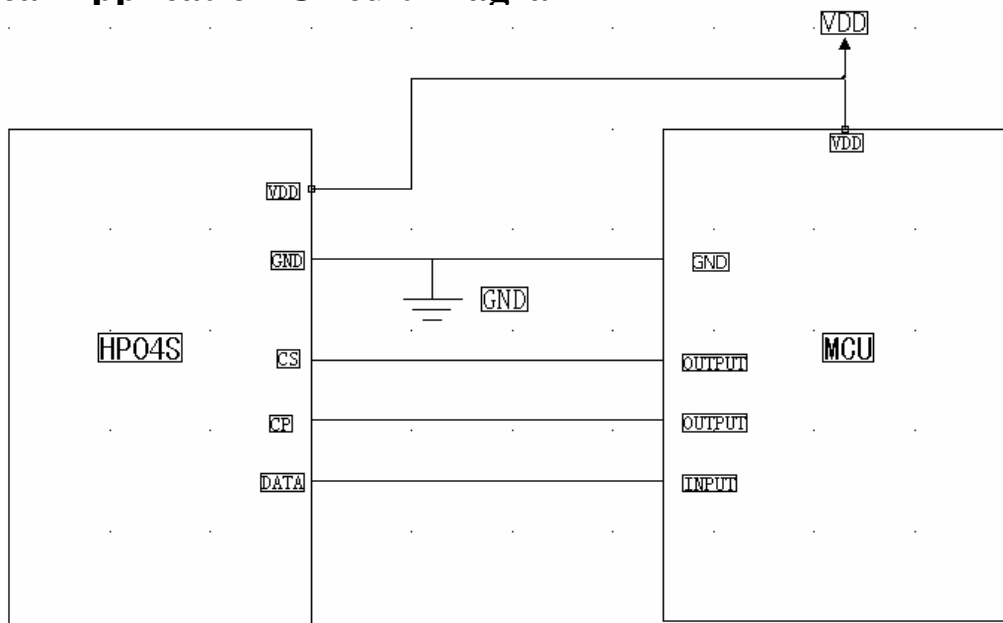 VDD
VDD
VDD
GND
GND
GND
HP04S
MCU
CS
OUTPUT
CP
OUTPUT
DATA
INPUT